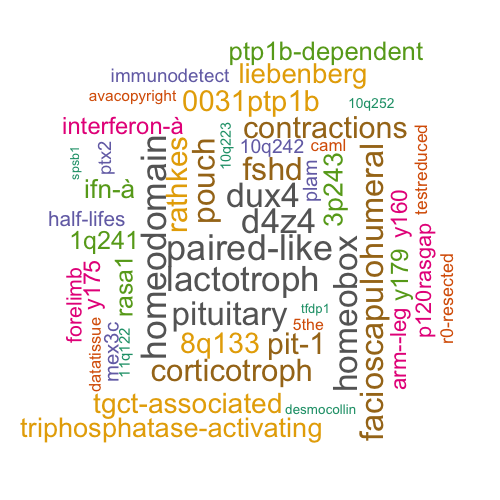 ptp1b-dependent
immunodetect liebenberg
avacopyright 0031ptp1b 10q252
interferon-à contractions
spsb1 ptx2 homeodomain rathkes pouch 10q223 10q242 caml testreduced
ifn-à fshd plam 3p243 facioscapulohumeral
half-lifes dux4 y160
1q241 d4z4
paired-like homeobox
forelimb y175 rasa1 lactotroph y179 p120rasgap
pituitary tfdp1
datatissue mex3c 11q122 5the arm--leg r0-resected
8q133 pit-1
corticotroph
tgct-associated desmocollin
triphosphatase-activating